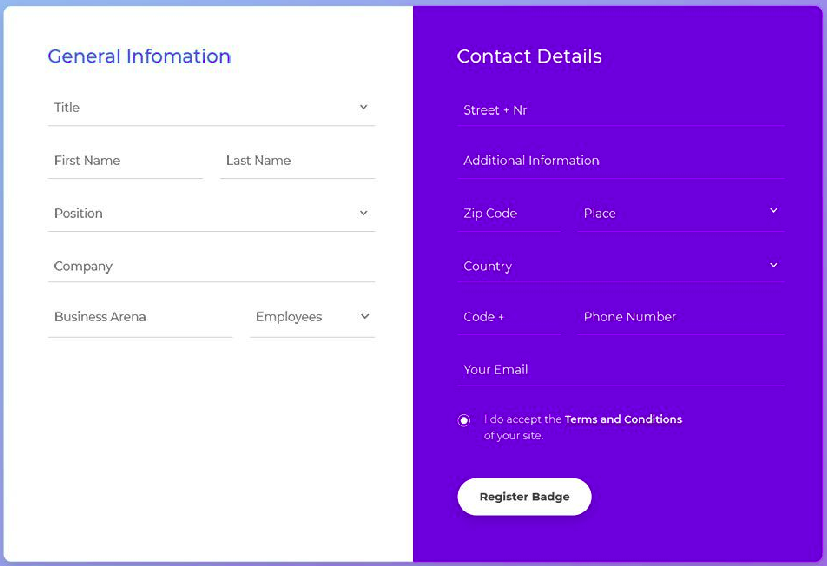 General Infomation
Title
First Name Last Name
Position
Company
Business Arena Employees
Contact Details
Street + Nr
Additional Information
Zip Code Place
Country
Code + Phone Number
Your Email
I do accept the Terms and Conditions
of your site.
Register Badge